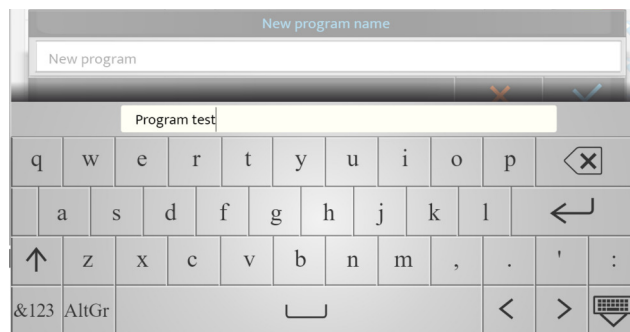 New program name
New program
Program test
q w e r t y u i o p
a s d f g h j k l
z x c v b n m , . ' :
&123 AltGr < >